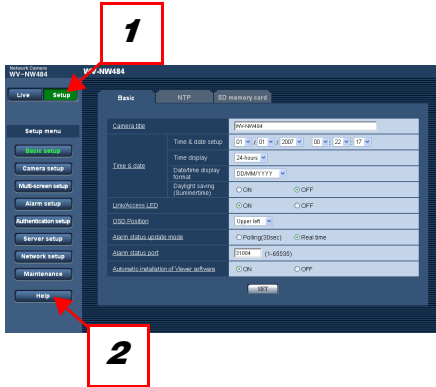 1
Network Camera
WV-NW484
WV-NW484
Live Setup
Basic NTP SD memory card
Setup menu
Camera title WV-NW484
Basic setup
Time & date Time & date setup 01 / 01 / 2007 00 : 22 : 17
Time display 24-hours
Date/time display format DD/MM/YYYY
Daylight saving (Summertime) ON OFF
Camera setup
Multi-screen setup
Link/Access LED ON OFF
Alarm setup
OSD Position Upper left
Authentication setup
Alarm status update mode Polling(30sec) Real time
Server setup
Alarm status port 31004 (1-65535)
Network setup
Automatic installation of Viewer software ON OFF
Maintenance
SET
Help
2